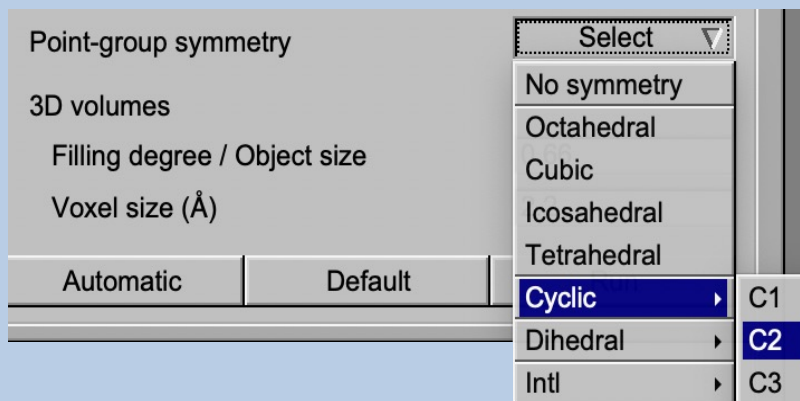 Point-group symmetry
Select
No symmetry
3D volumes
Octahedral
Filling degree / Object size
Cubic
Voxel size (Å)
Icosahedral
Tetrahedral
Automatic
Default
Cyclic
C1
Dihedral
C2
Intl
C3